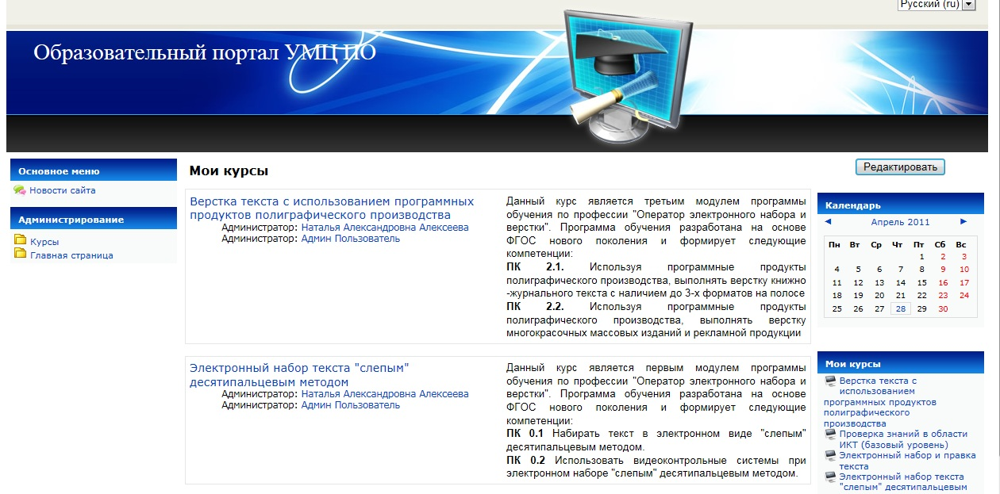 Русский (ru)
Образовательный портал УМЦ ПО
Основное меню
Новости сайта
Администрирование
Курсы
Главная страница
Мои курсы
Редактировать
Верстка текста с использованием программных
продуктов полиграфического производства
Администратор: Наталья Александровна Алексеева
Администратор: Админ Пользователь
Данный курс является третьим модулем программы
обучения по профессии "Оператор электронного набора и
верстки". Программа обучения разработана на основе
ФГОС нового поколения и формирует следующие
компетенции:
ПК 2.1. Используя программные продукты
полиграфического производства, выполнять верстку книжно
-журнального текста с наличием до 3-х форматов на полосе
ПК 2.2. Используя программные продукты
полиграфического производства, выполнять верстку
многокрасочных массовых изданий и рекламной продукции
Электронный набор текста "слепым"
десятипальцевым методом
Администратор: Наталья Александровна Алексеева
Администратор: Админ Пользователь
Данный курс является первым модулем программы
обучения по профессии "Оператор электронного набора и
верстки". Программа обучения разработана на основе
ФГОС нового поколения и формирует следующие
компетенции:
ПК 0.1 Набирать текст в электронном виде "слепым"
десятипальцевым методом.
ПК 0.2 Использовать видеоконтрольные системы при
электронном наборе "слепым" десятипальцевым методом.
Календарь
◄ Апрель 2011 ►
Пн Вт Ср Чт Пт Сб Вс
1 2 3
4 5 6 7 8 9 10
11 12 13 14 15 16 17
18 19 20 21 22 23 24
25 26 27 28 29 30
Мои курсы
Верстка текста с
использованием
программных продуктов
полиграфического
производства
Проверка знаний в области
ИКТ (базовый уровень)
Электронный набор и правка
текста
Электронный набор текста
"слепым" десятипальцевым